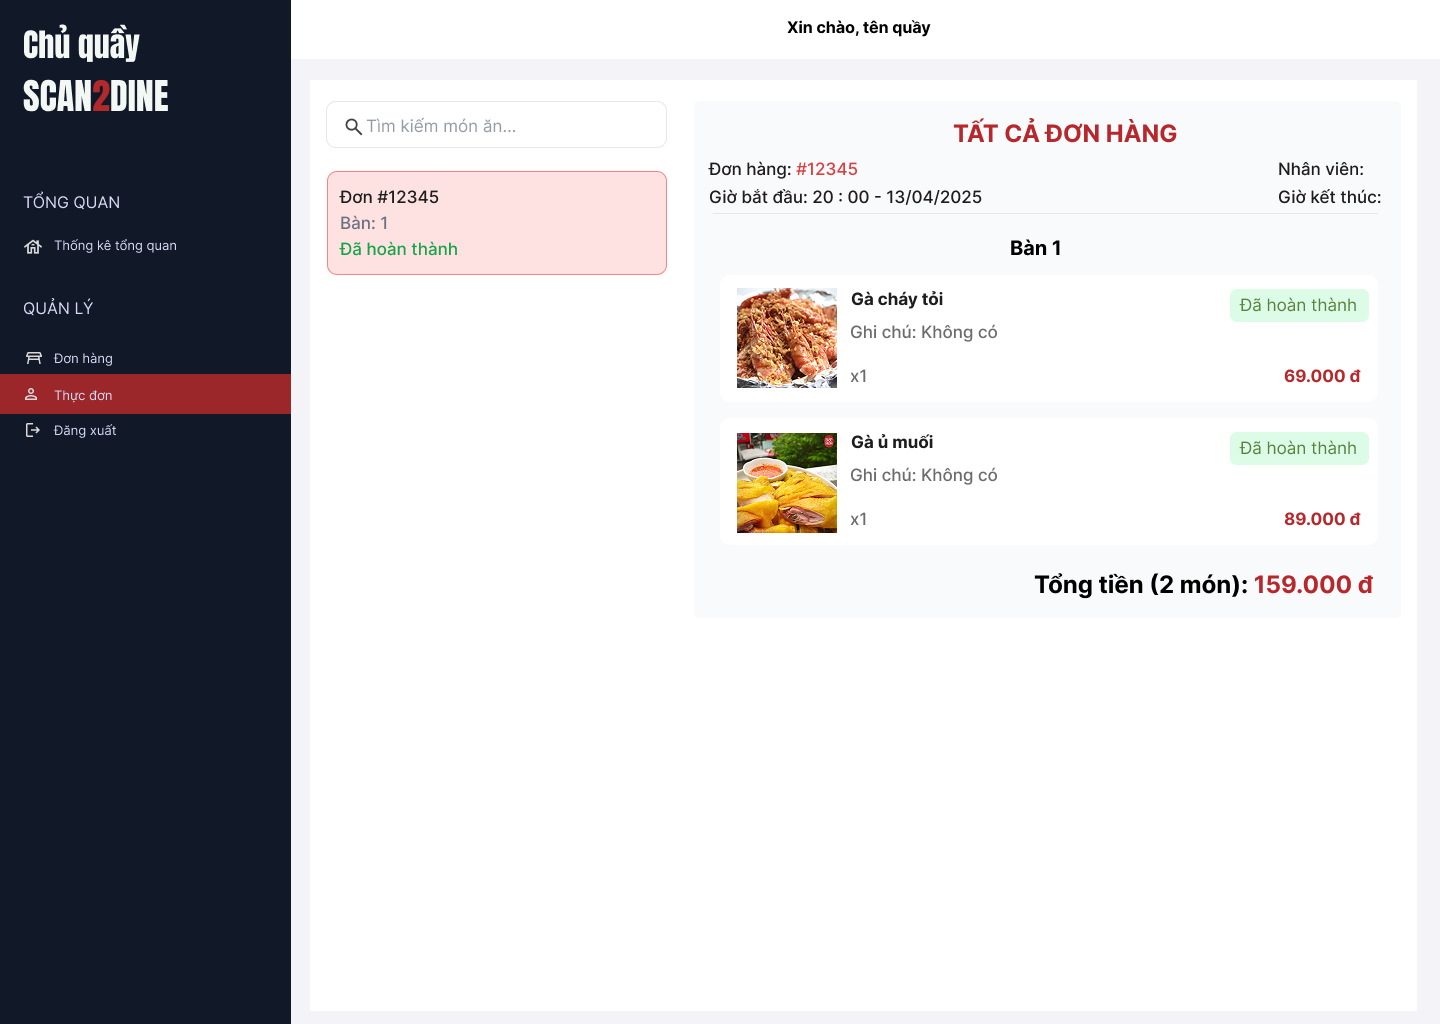 Chủ quầy
SCAN2DINE
TỔNG QUAN
Thống kê tổng quan
QUẢN LÝ
Đơn hàng
Thực đơn
Đăng xuất
Xin chào, tên quầy
Tìm kiếm món ăn...
Đơn #12345
Bàn: 1
Đã hoàn thành
TẤT CẢ ĐƠN HÀNG
Đơn hàng: #12345
Nhân viên:
Giờ bắt đầu: 20 : 00 - 13/04/2025
Giờ kết thúc:
Bàn 1
Gà cháy tỏi
Đã hoàn thành
Ghi chú: Không có
x1
69.000 đ
Gà ủ muối
Đã hoàn thành
Ghi chú: Không có
x1
89.000 đ
Tổng tiền (2 món): 159.000 đ